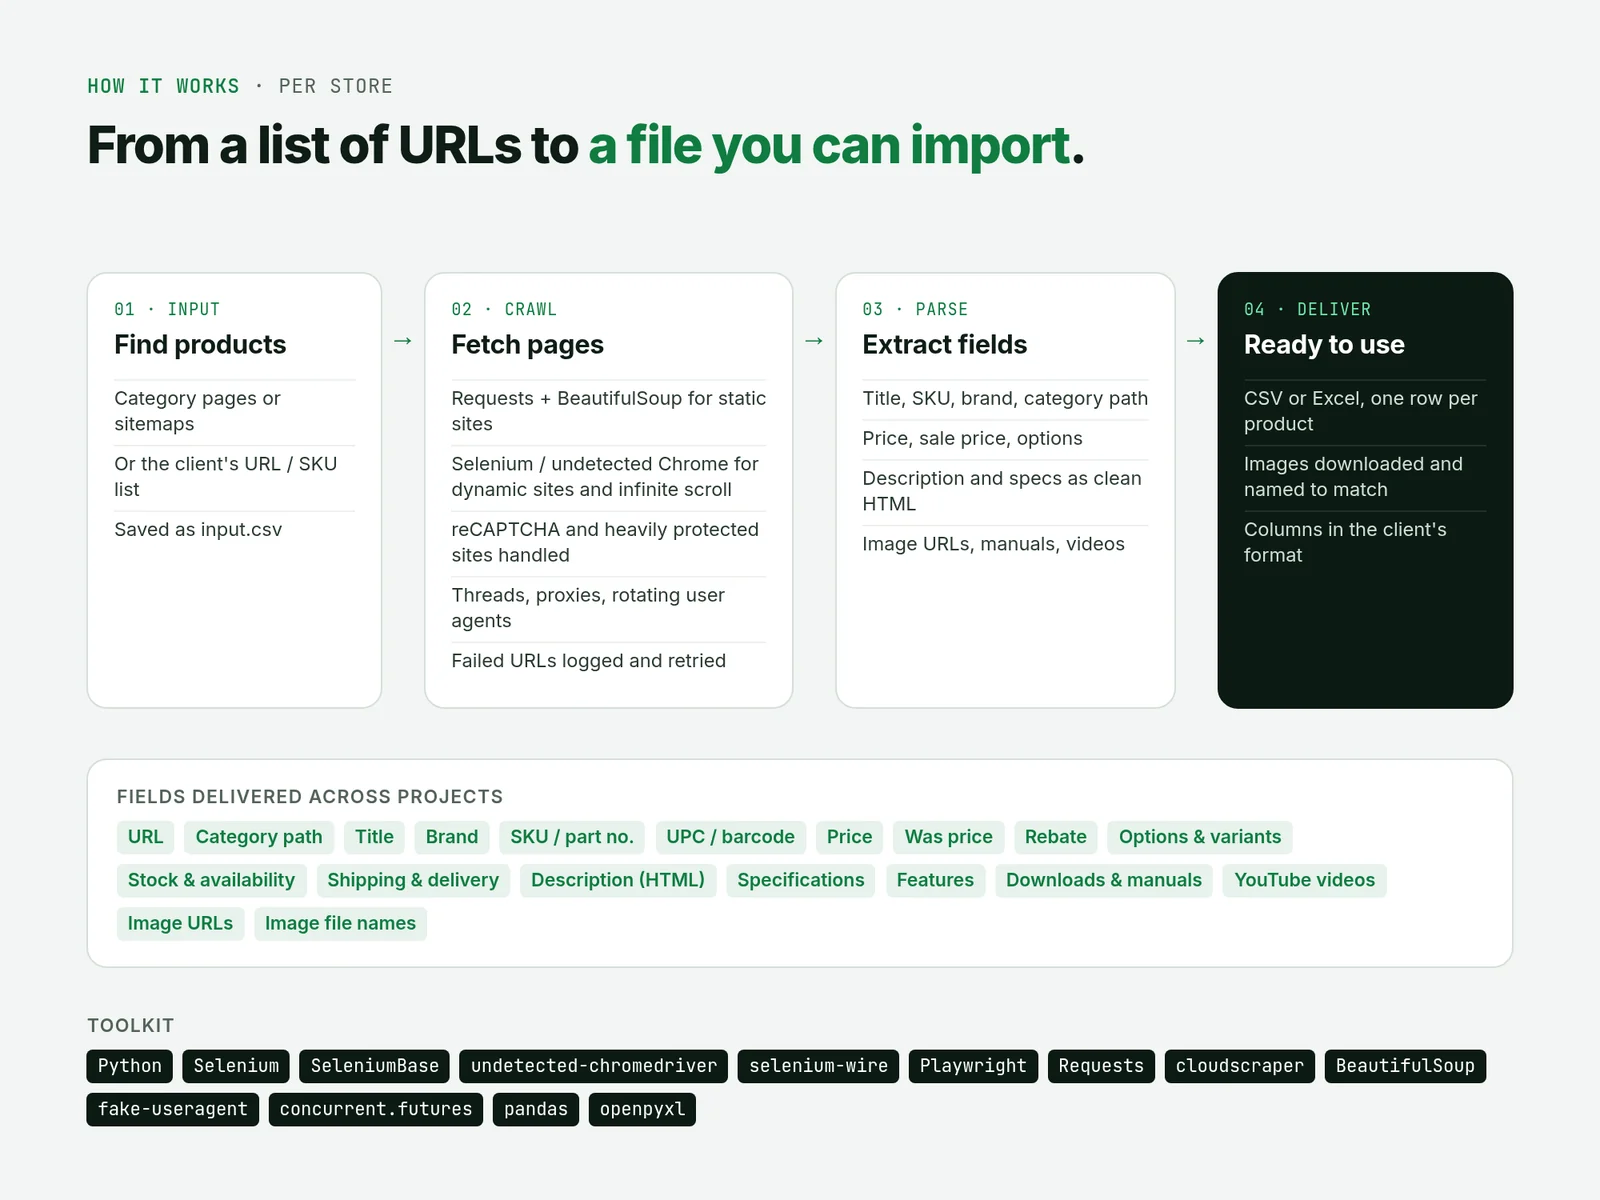 HOW IT WORKS · PER STORE
From a list of URLs to a file you can import.
01 · INPUT
Find products
Category pages or
sitemaps
Or the client's URL / SKU
list
Saved as input.csv
→
02 · CRAWL
Fetch pages
Requests + BeautifulSoup for static
sites
Selenium / undetected Chrome for
dynamic sites and infinite scroll
reCAPTCHA and heavily protected
sites handled
Threads, proxies, rotating user
agents
Failed URLs logged and retried
→
03 · PARSE
Extract fields
Title, SKU, brand, category path
Price, sale price, options
Description and specs as clean
HTML
Image URLs, manuals, videos
→
04 · DELIVER
Ready to use
CSV or Excel, one row per
product
Images downloaded and
named to match
Columns in the client's
format
FIELDS DELIVERED ACROSS PROJECTS
URL Category path Title Brand SKU / part no. UPC / barcode Price Was price Rebate Options & variants
Stock & availability Shipping & delivery Description (HTML) Specifications Features Downloads & manuals YouTube videos
Image URLs Image file names
TOOLKIT
Python Selenium SeleniumBase undetected-chromedriver selenium-wire Playwright Requests cloudscraper BeautifulSoup
fake-useragent concurrent.futures pandas openpyxl